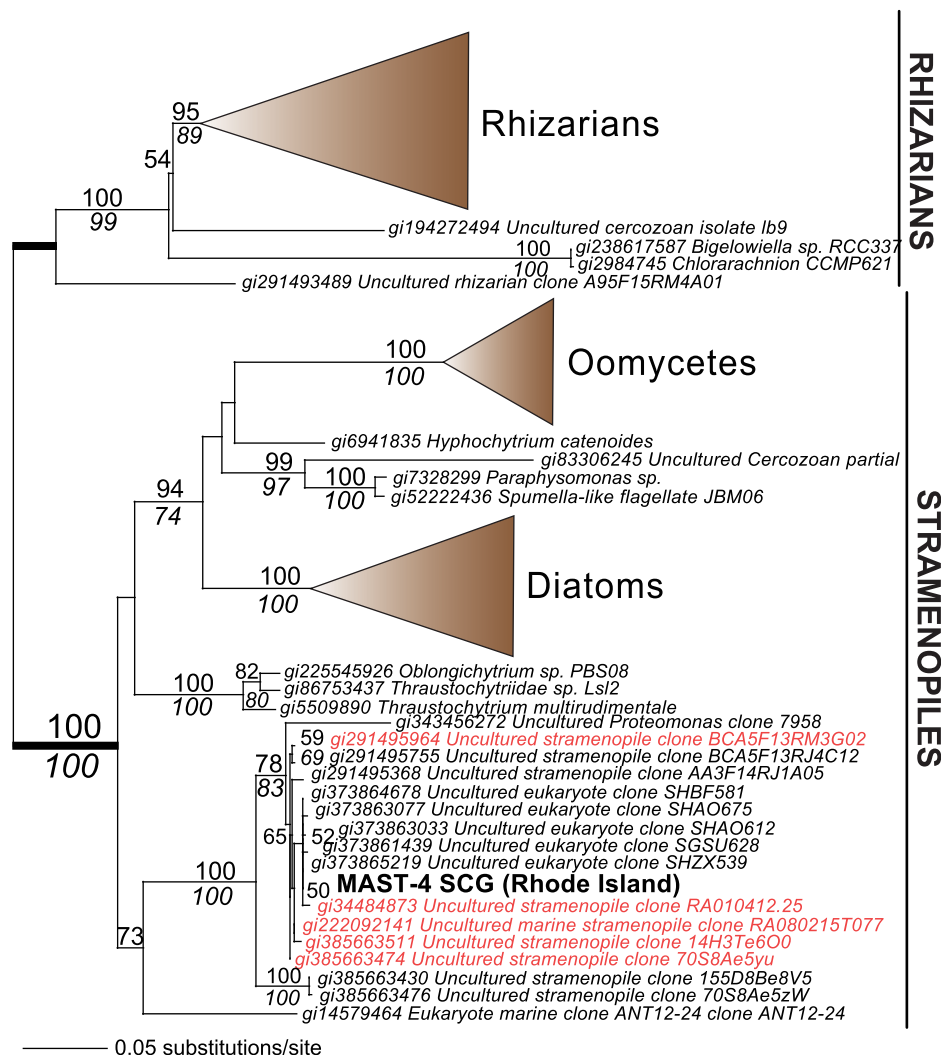 95
89
Rhizarians
54
100
99
gi194272494 Uncultured cercozoan isolate lb9
100
100
gi238617587 Bigelowiella sp. RCC337
gi2984745 Chlorarachnion CCMP621
gi291493489 Uncultured rhizarian clone A95F15RM4A01
RHIZARIANS
100
100
Oomycetes
gi6941835 Hyphochytrium catenoides
99
97
gi83306245 Uncultured Cercozoan partial
100
100
gi7328299 Paraphysomonas sp.
gi52222436 Spumella-like flagellate JBM06
94
74
100
100
Diatoms
STRAMENOPILES
82
80
gi225545926 Oblongichytrium sp. PBS08
gi86753437 Thraustochytriidae sp. Lsl2
100
100
gi5509890 Thraustochytrium multirudimentale
gi343456272 Uncultured Proteomonas clone 7958
100
100
59
gi291495964 Uncultured stramenopile clone BCA5F13RM3G02
69
gi291495755 Uncultured stramenopile clone BCA5F13RJ4C12
78
83
gi291495368 Uncultured stramenopile clone AA3F14RJ1A05
gi373864678 Uncultured eukaryote clone SHBF581
gi373863077 Uncultured eukaryote clone SHAO675
65
52
gi373863033 Uncultured eukaryote clone SHAO612
gi373861439 Uncultured eukaryote clone SGSU628
gi373865219 Uncultured eukaryote clone SHZX539
100
100
50
MAST-4 SCG (Rhode Island)
gi34484873 Uncultured stramenopile clone RA010412.25
gi222092141 Uncultured marine stramenopile clone RA080215T077
73
gi385663511 Uncultured stramenopile clone 14H3Te6O0
gi385663474 Uncultured stramenopile clone 70S8Ae5yu
100
100
gi385663430 Uncultured stramenopile clone 155D8Be8V5
gi385663476 Uncultured stramenopile clone 70S8Ae5zW
gi14579464 Eukaryote marine clone ANT12-24 clone ANT12-24
0.05 substitutions/site